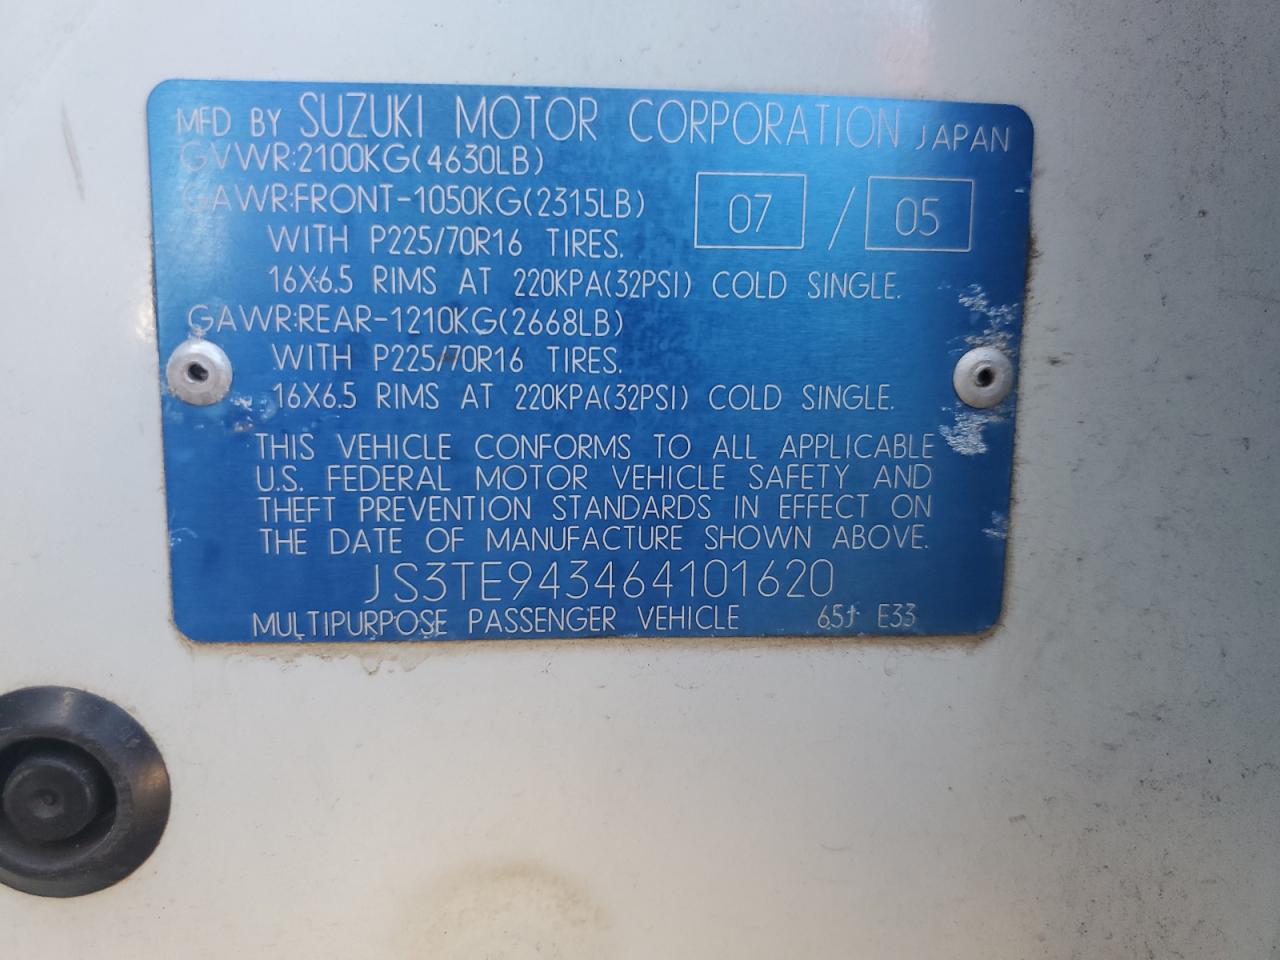 MFD BY SUZUKI MOTOR CORPORATION JAPAN
GVWR:2100KG(4630LB)
GAWR:FRONT-1050KG(2315LB) 07 / 05
WITH P225/70R16 TIRES.
16X6.5 RIMS AT 220KPA(32PSI) COLD SINGLE.
GAWR:REAR-1210KG(2668LB)
WITH P225/70R16 TIRES.
16X6.5 RIMS AT 220KPA(32PSI) COLD SINGLE.
THIS VEHICLE CONFORMS TO ALL APPLICABLE
U.S. FEDERAL MOTOR VEHICLE SAFETY AND
THEFT PREVENTION STANDARDS IN EFFECT ON
THE DATE OF MANUFACTURE SHOWN ABOVE.
JS3TE943464101620
MULTIPURPOSE PASSENGER VEHICLE 65J E33